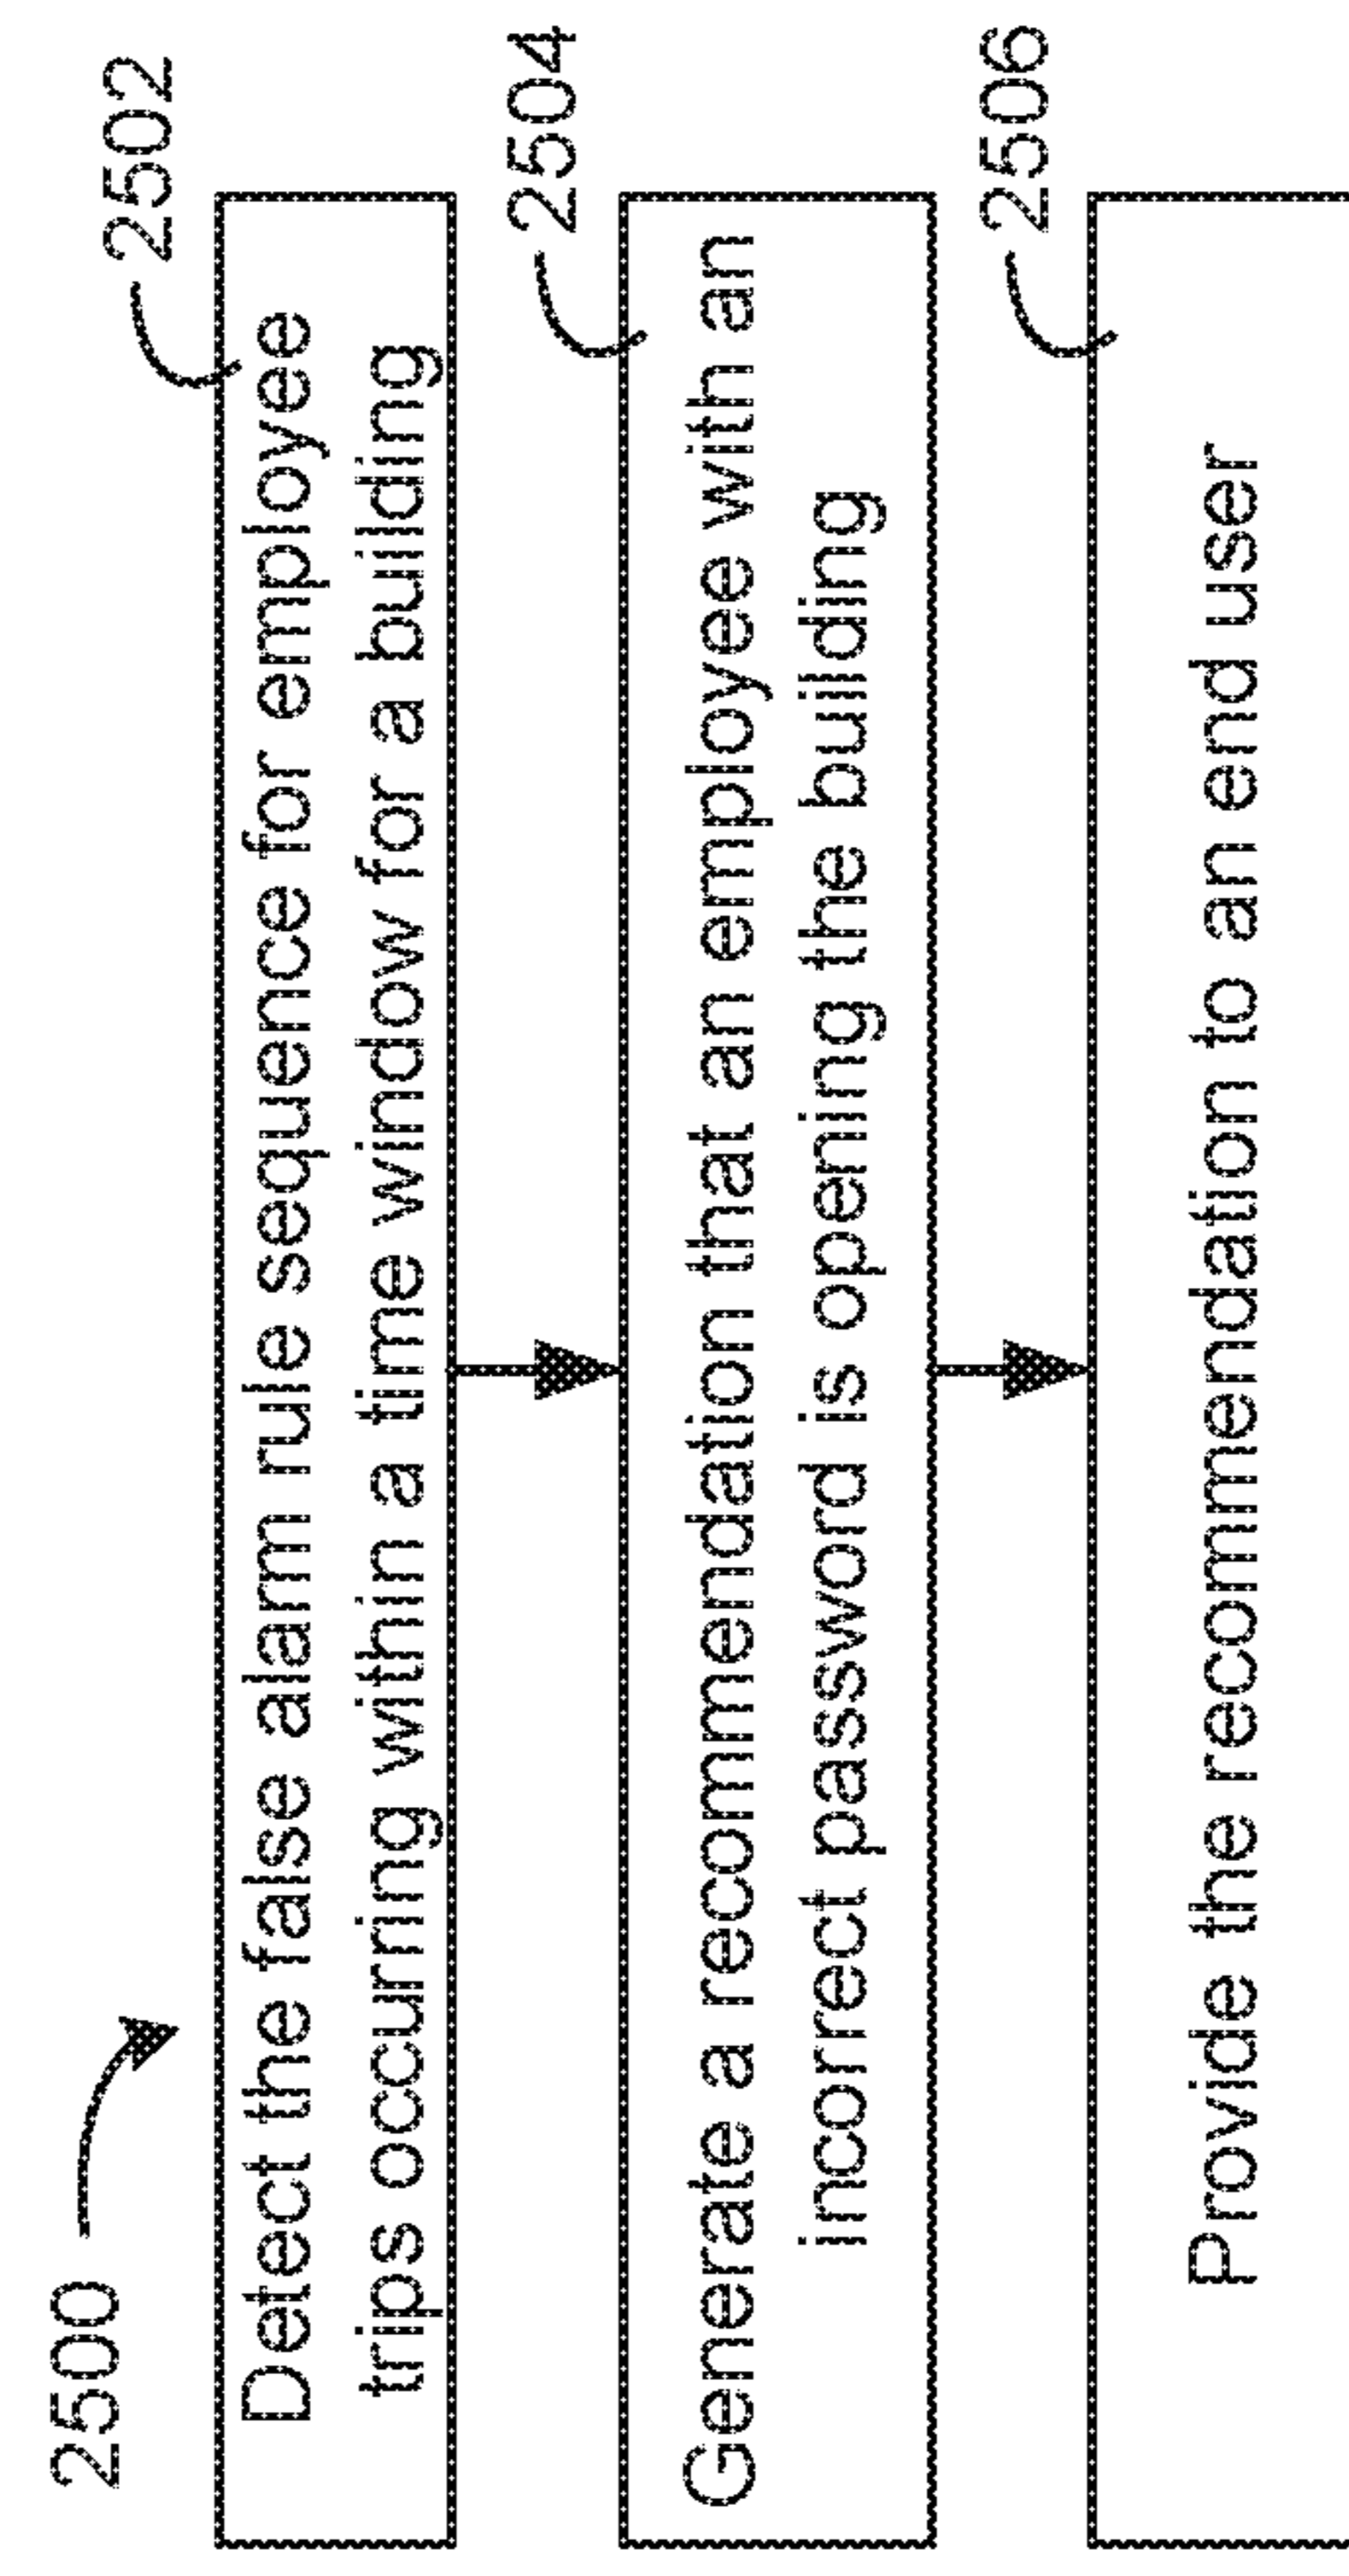 2500
2502
Detect the false alarm rule sequence for employee
trips occurring within a time window for a building
2504
Generate a recommendation that an employee with an
incorrect password is opening the building
2506
Provide the recommendation to an end user